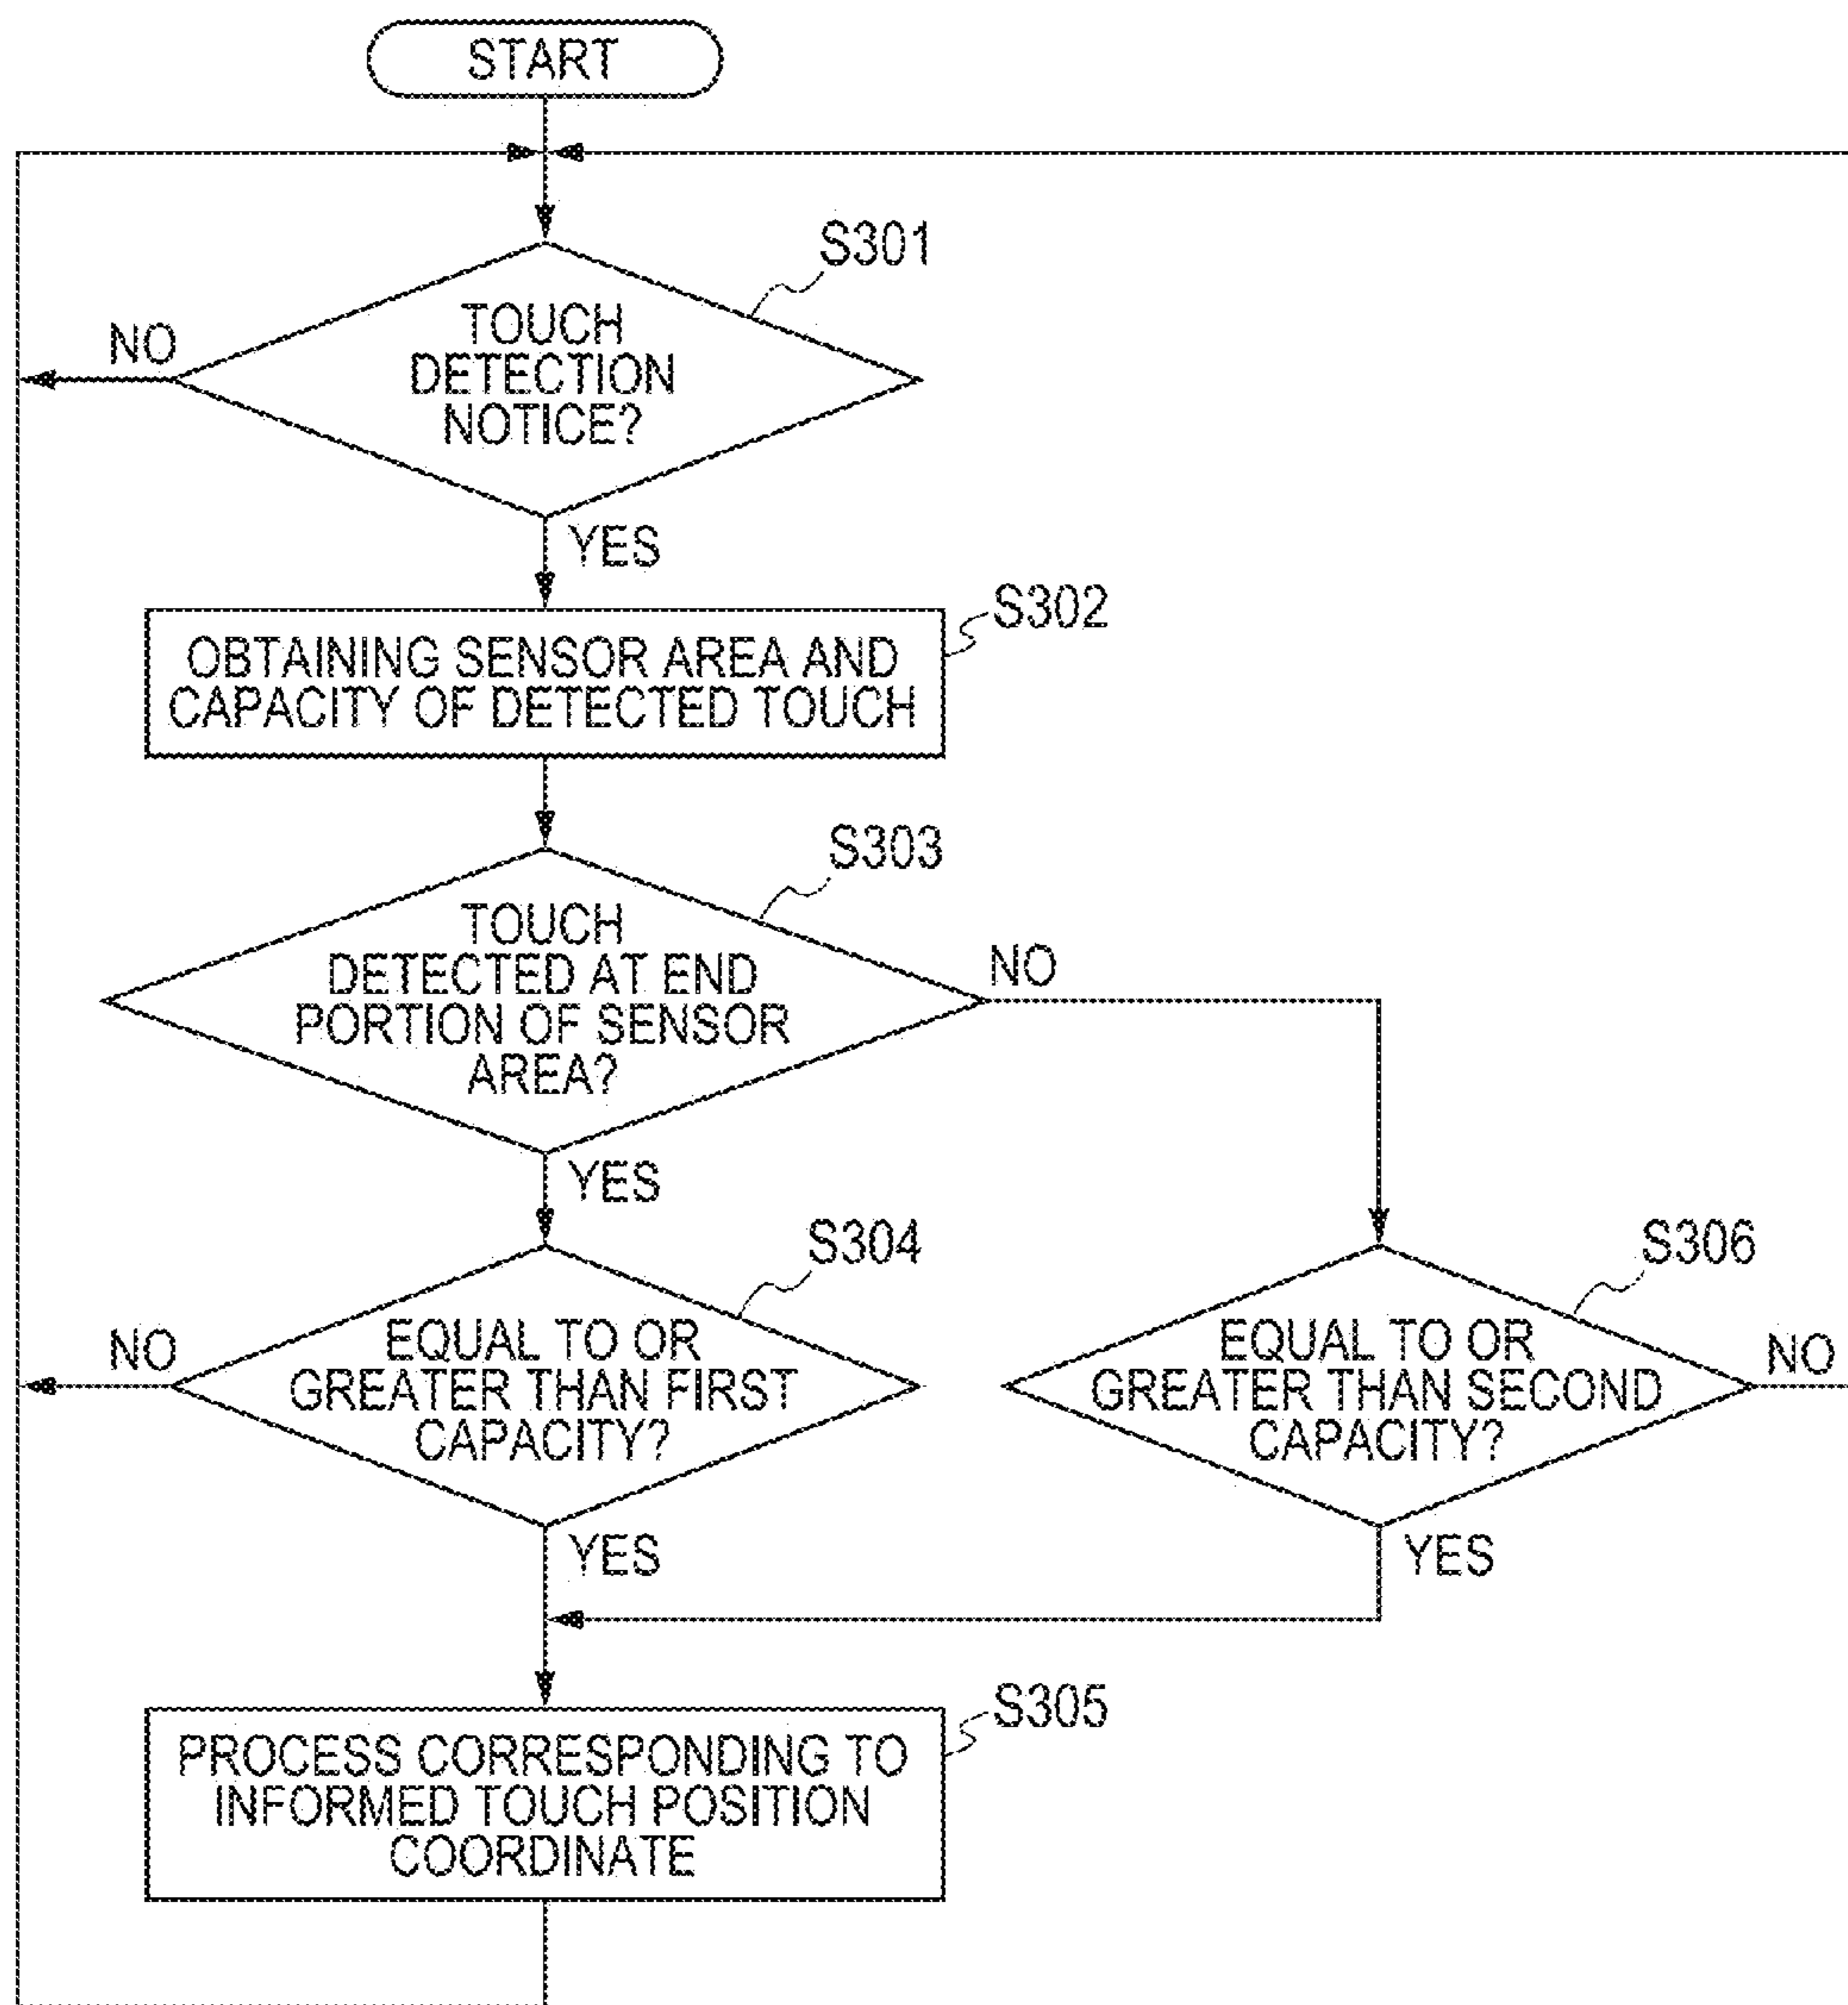 START
S301
TOUCH
DETECTION
NOTICE?
NO
YES
S302
OBTAINING SENSOR AREA AND
CAPACITY OF DETECTED TOUCH
S303
TOUCH
DETECTED AT END
PORTION OF SENSOR
AREA?
NO
YES
S304
EQUAL TO OR
GREATER THAN FIRST
CAPACITY?
NO
YES
S306
EQUAL TO OR
GREATER THAN SECOND
CAPACITY?
NO
YES
S305
PROCESS CORRESPONDING TO
INFORMED TOUCH POSITION
COORDINATE